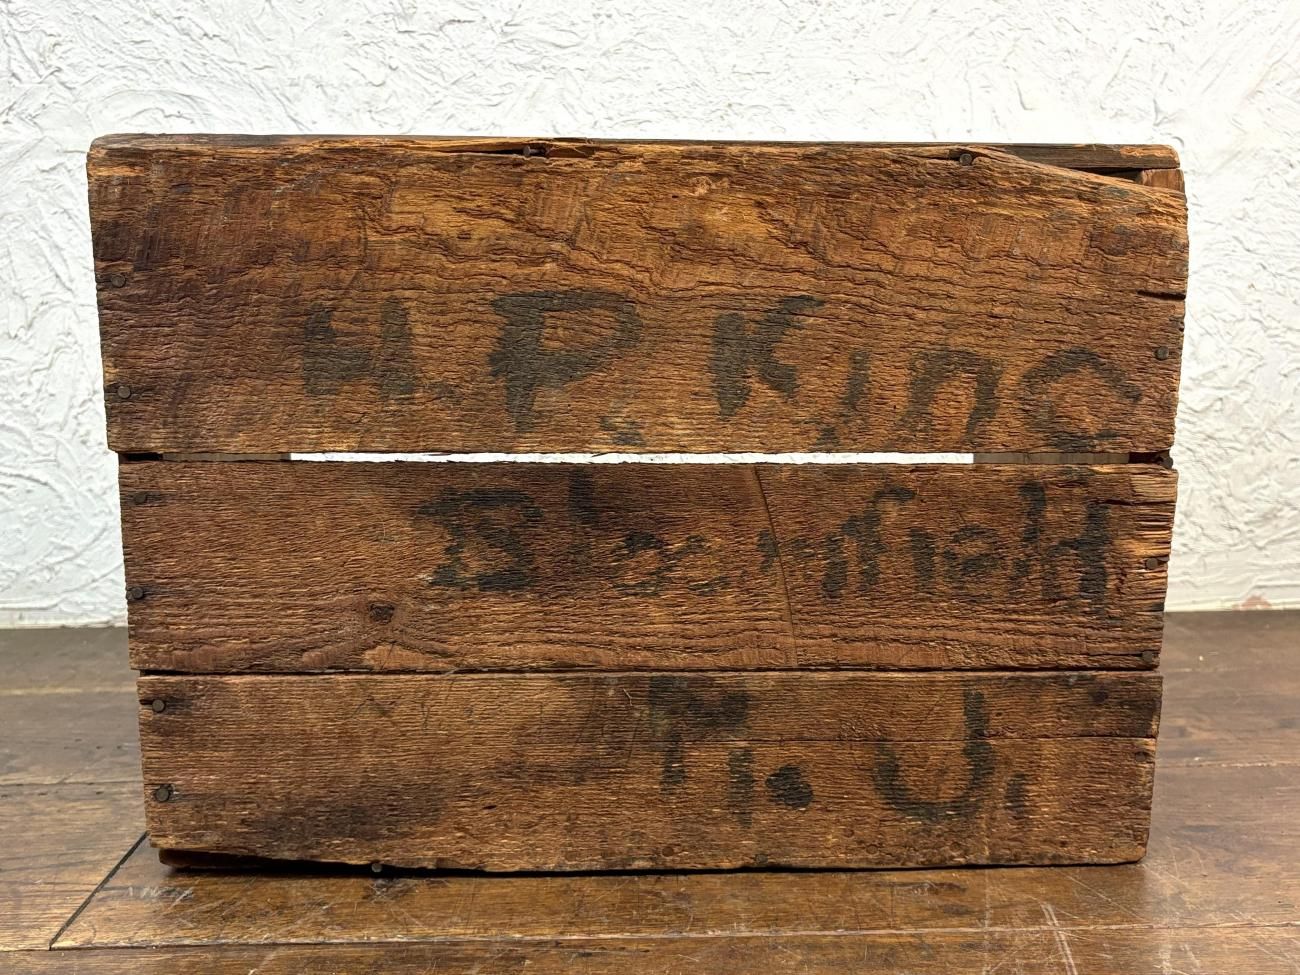 H. P. King
Bloomfield
N. J.